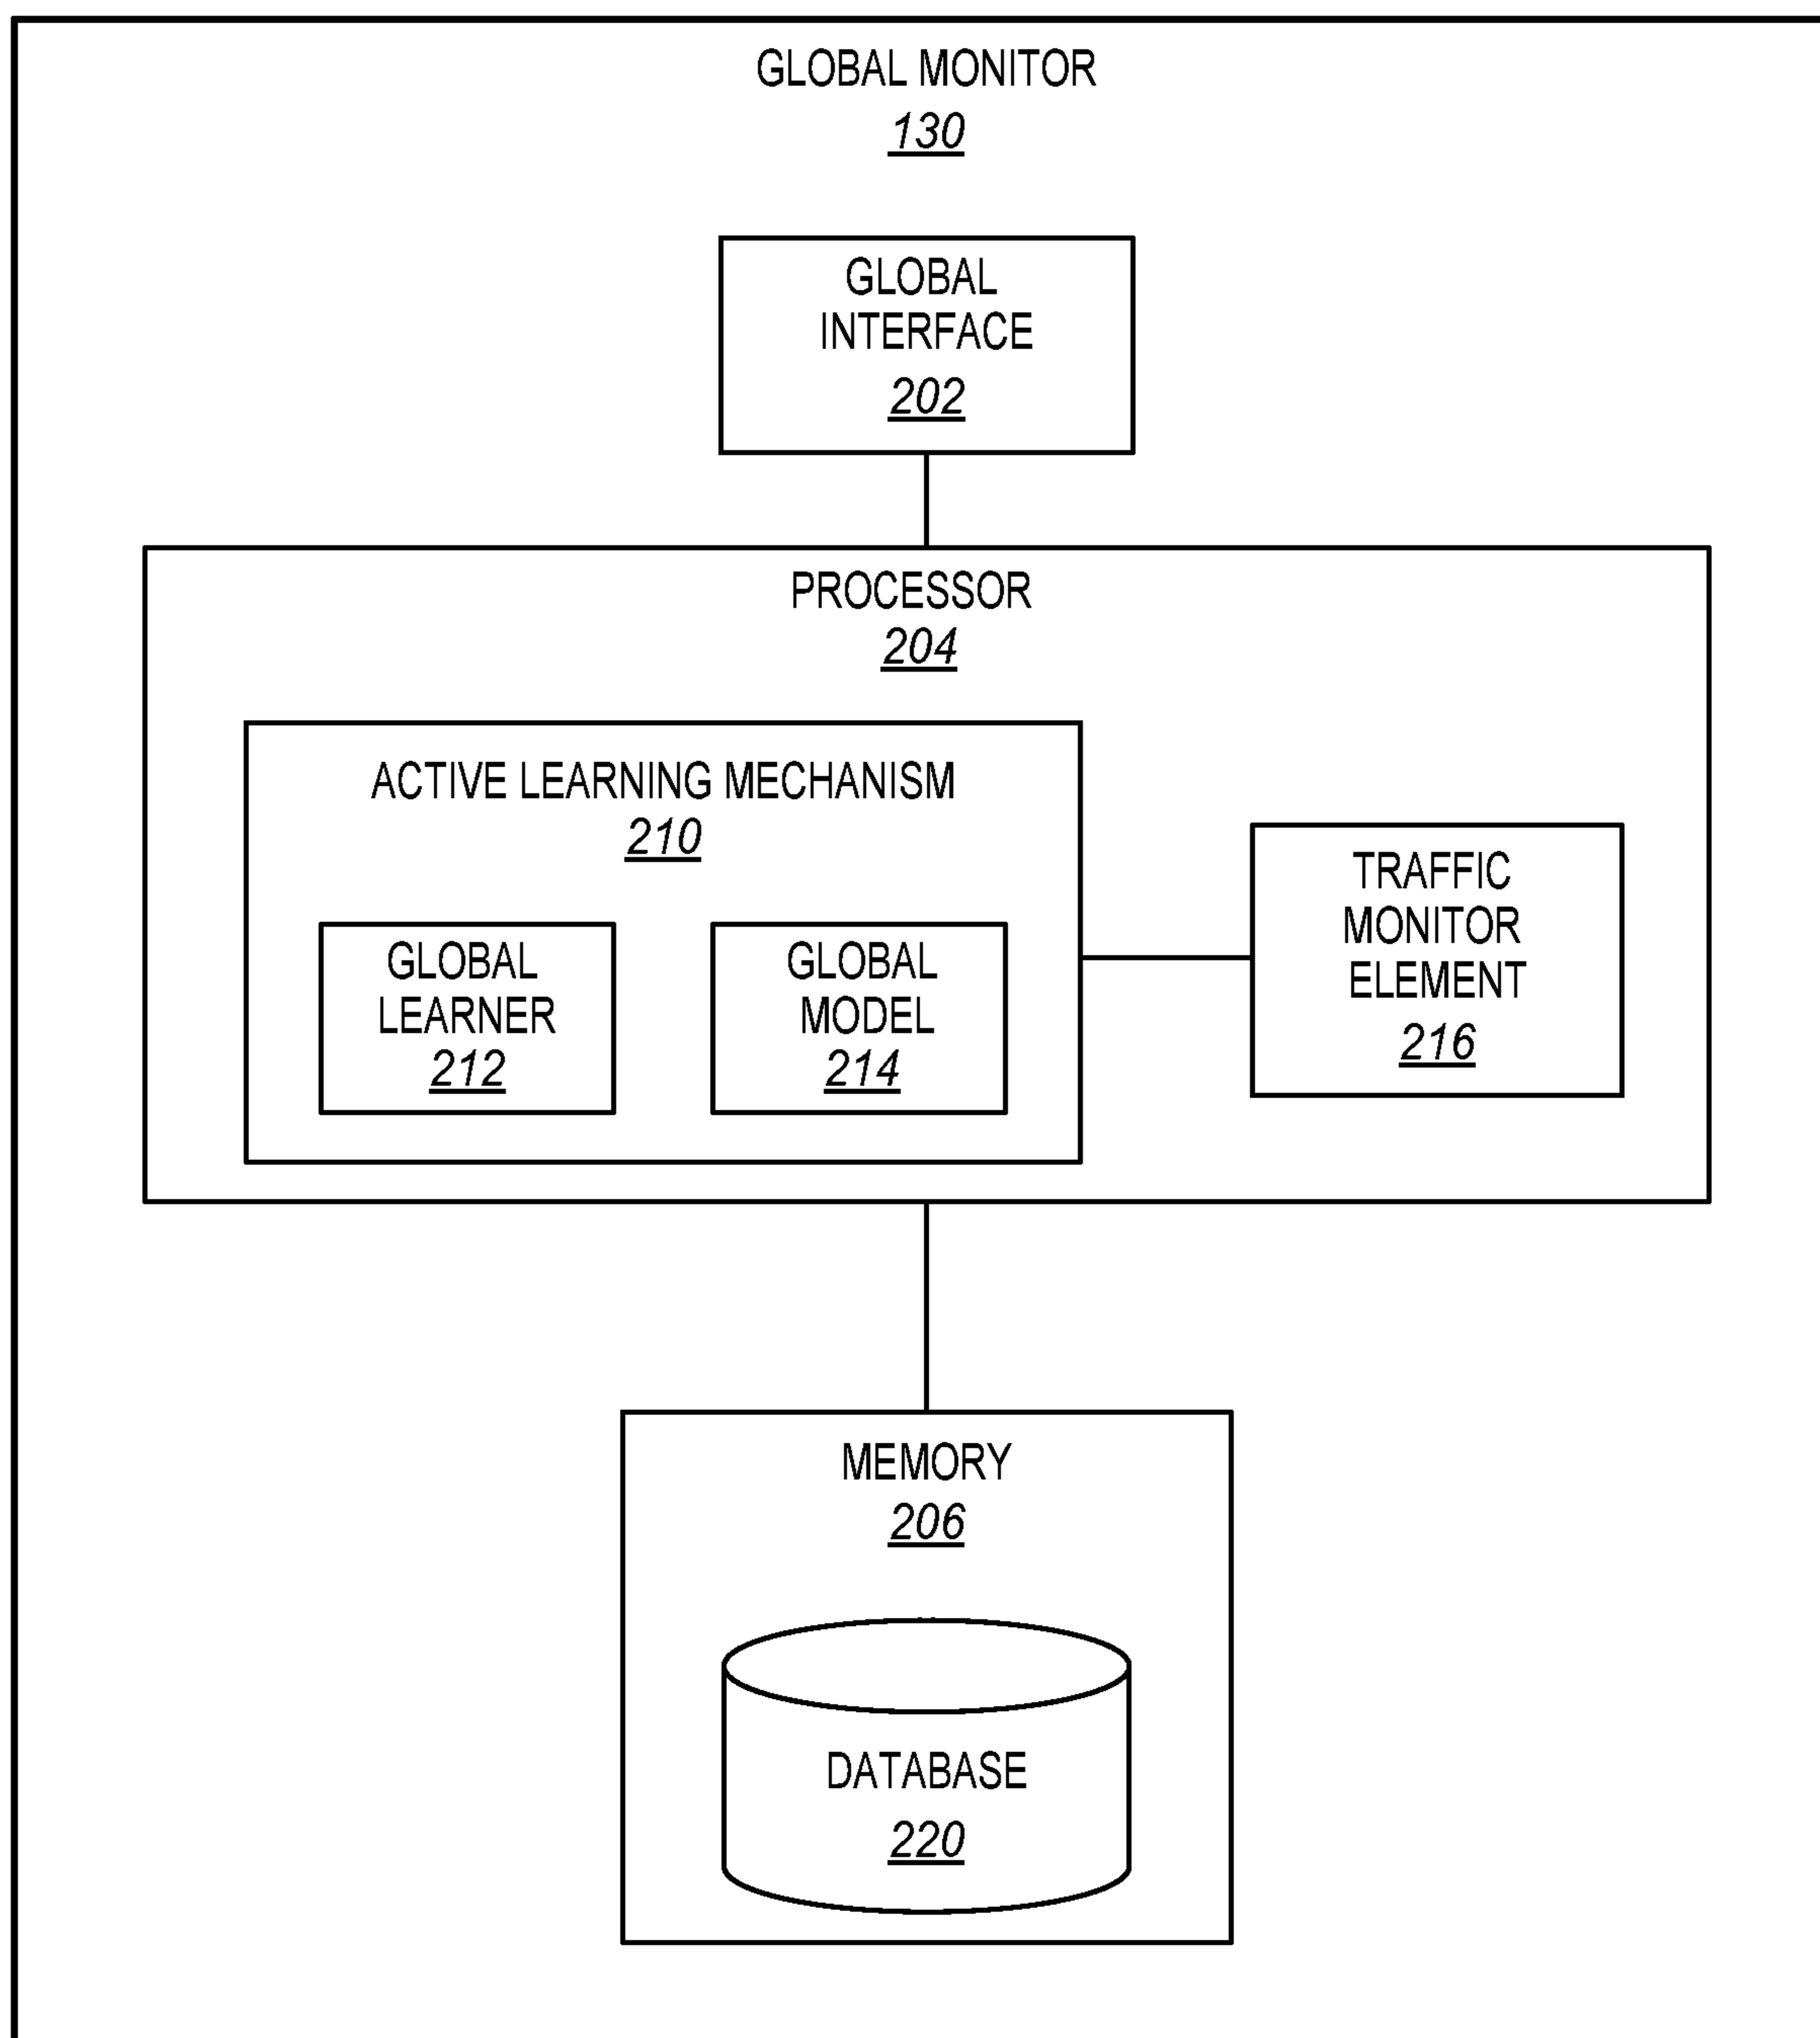 GLOBAL MONITOR
130
GLOBAL
INTERFACE
202
PROCESSOR
204
ACTIVE LEARNING MECHANISM
210
GLOBAL
LEARNER
212
GLOBAL
MODEL
214
TRAFFIC
MONITOR
ELEMENT
216
MEMORY
206
DATABASE
220